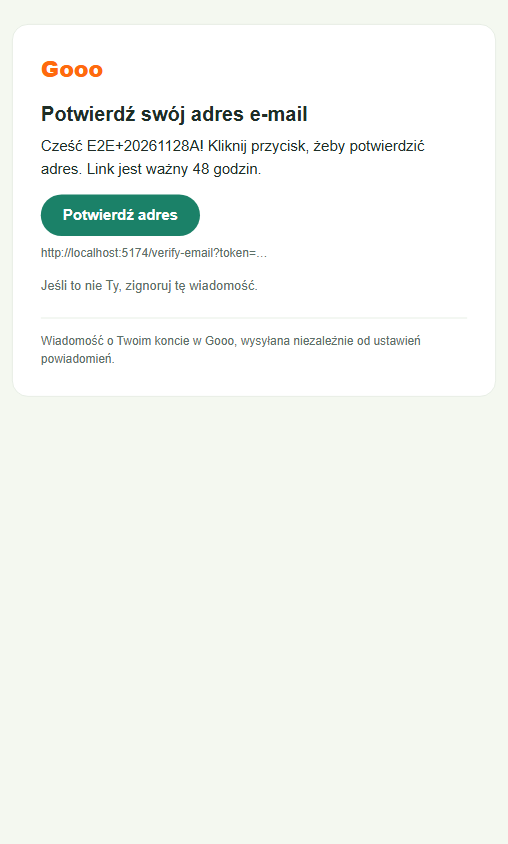 Gooo
Potwierdź swój adres e-mail
Cześć E2E+20261128A! Kliknij przycisk, żeby potwierdzić
adres. Link jest ważny 48 godzin.
Potwierdź adres
http://localhost:5174/verify-email?token=…
Jeśli to nie Ty, zignoruj tę wiadomość.
Wiadomość o Twoim koncie w Gooo, wysyłana niezależnie od ustawień
powiadomień.